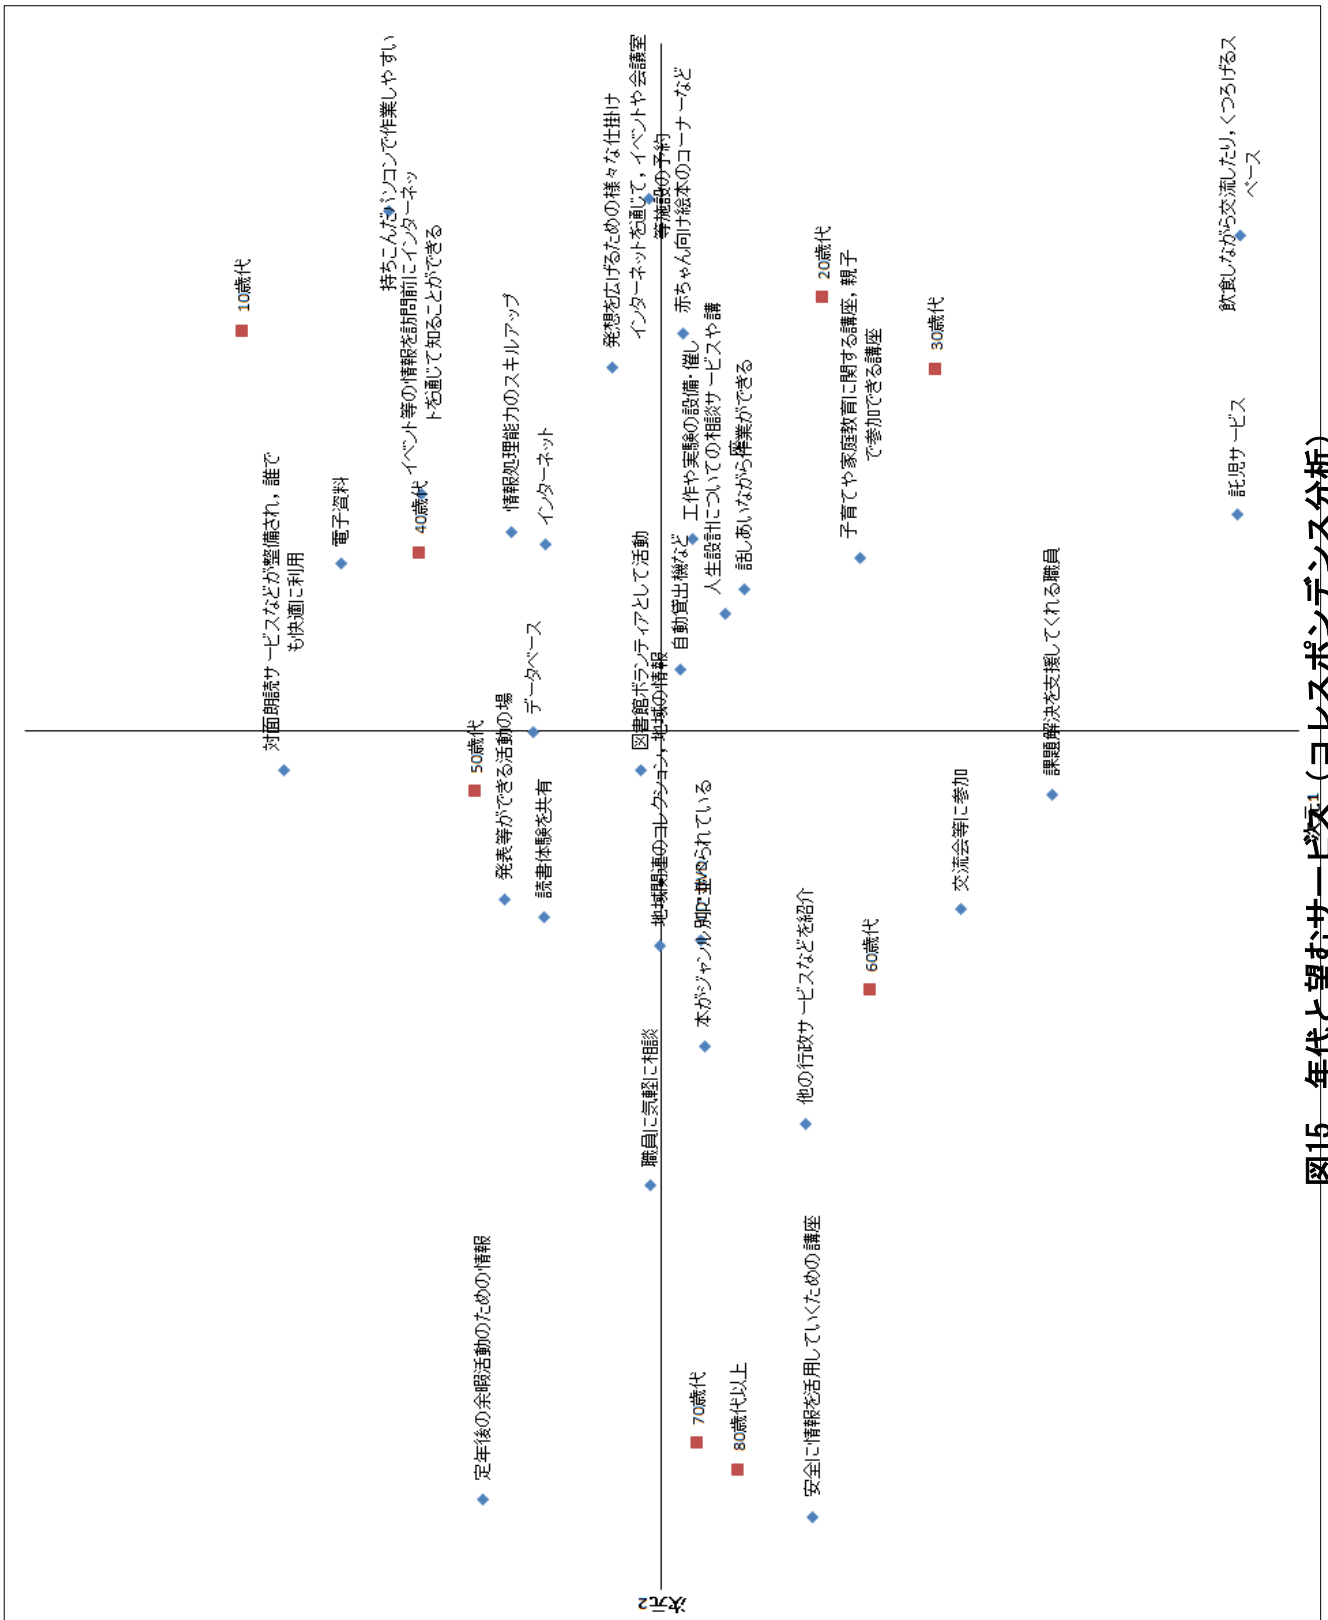 10歳代
持ちこんだパソコンで作業しやすい
イベント等の情報を訪問前にインターネッ
トを通じて知ることができる
対面朗読サービスなどが整備され，誰で
も快適に利用
電子資料
40歳代
情報処理能力のスキルアップ
インターネット
発想を広げるための様々な仕掛け
インターネットを通じて，イベントや会議室
等施設の予約
赤ちゃん向け絵本のコーナーなど
工作や実験の設備・催し
人生設計についての相談サービスや講
座
話しあいながら作業ができる
自動貸出機など
図書館ボランティアとして活動
20歳代
子育てや家庭教育に関する講座，親子
で参加できる講座
30歳代
飲食しながら交流したり，くつろげるス
ペース
託児サービス
データベース
50歳代
発表等ができる活動の場
読書体験を共有
地域関連のコレクション，地域の情報
本がジャンル別に並べられている
課題解決を支援してくれる職員
交流会等に参加
他の行政サービスなどを紹介
60歳代
職員に気軽に相談
定年後の余暇活動のための情報
70歳代
80歳代以上
安全に情報を活用していくための講座
次元1
次元2
図15　年代と望むサービス（コレスポンデンス分析）